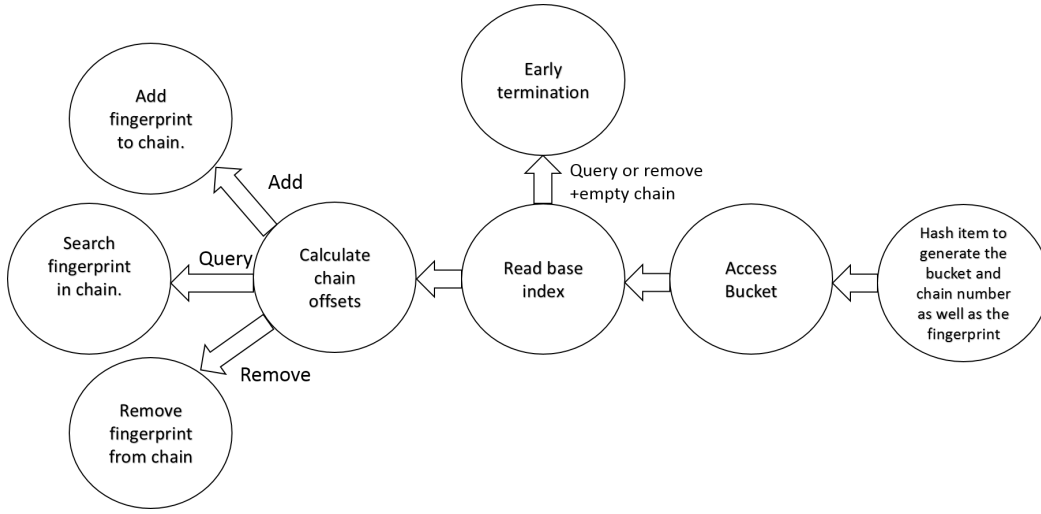 Early
termination
Add
fingerprint
to chain.
Query or remove
+empty chain
Add
Search
fingerprint
in chain.
Query
Calculate
chain
offsets
Read base
index
Access
Bucket
Hash item to
generate the
bucket and
chain number
as well as the
fingerprint
Remove
Remove
fingerprint
from chain